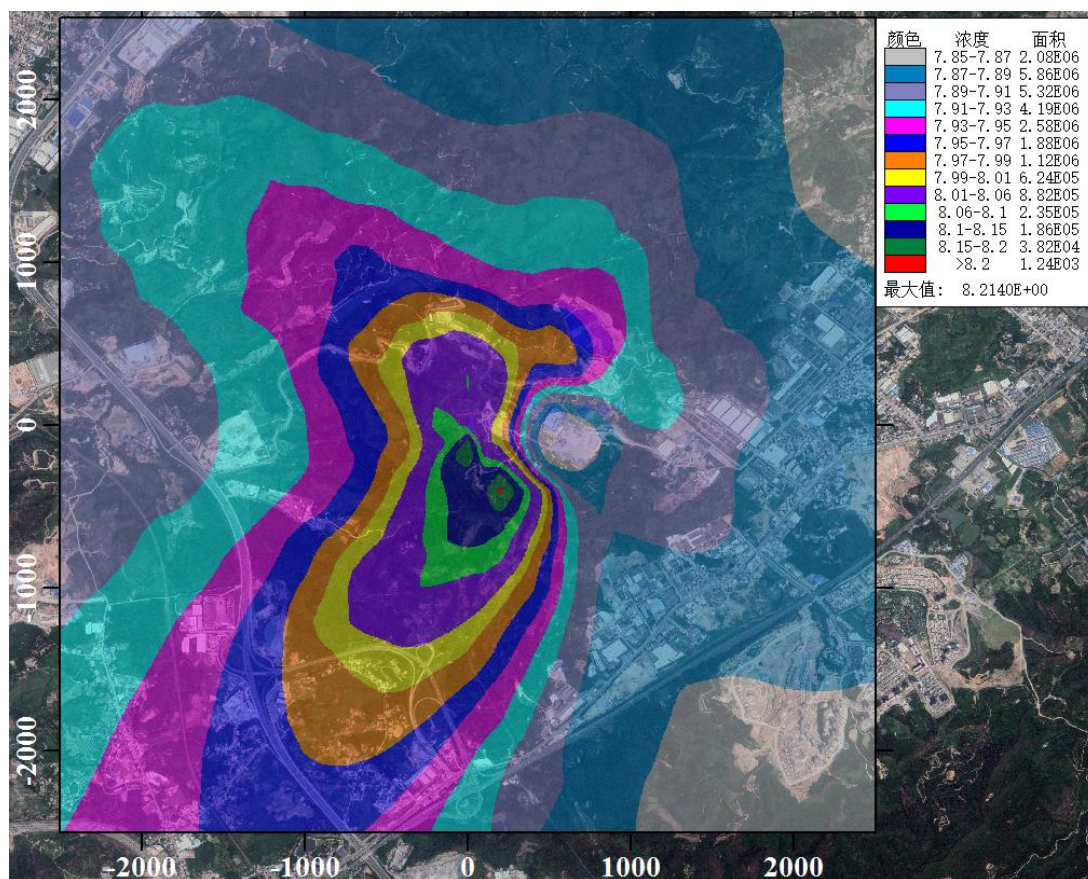 颜色 浓度 面积
7.85-7.87 2.08E06
7.87-7.89 5.86E06
7.89-7.91 5.32E06
7.91-7.93 4.19E06
7.93-7.95 2.58E06
7.95-7.97 1.88E06
7.97-7.99 1.12E06
7.99-8.01 6.24E05
8.01-8.06 8.82E05
8.06-8.1 2.35E05
8.1-8.15 1.86E05
8.15-8.2 3.82E04
>8.2 1.24E03
最大值: 8.2140E+00
2000
1000
0
-1000
-2000
-2000 -1000 0 1000 2000